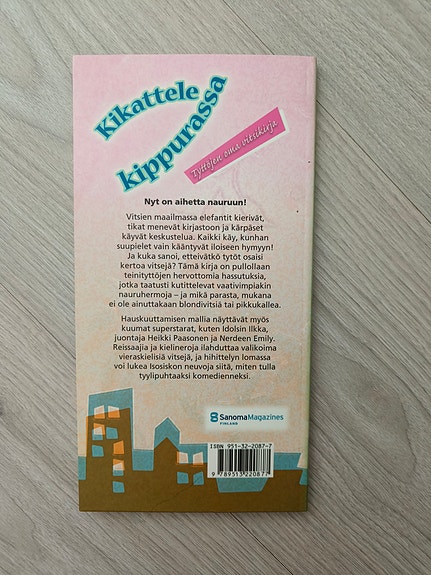 Kikattele
kippurassa
Tyttöjen oma vitsikirja
Nyt on aihetta nauruun!
Vitsien maailmassa elefantit kierivät,
tikat menevät kirjastoon ja kärpäset
käyvät keskustelua. Kaikki käy, kunhan
suupielet vain kääntyvät iloiseen hymyyn!
Ja kuka sanoi, etteivätkö tytöt osaisi
kertoa vitsejä? Tämä kirja on pullollaan
teinityttöjen hervottomia hassutuksia,
jotka taatusti kutittelevat vaativimpiakin
nauruhermoja – ja mikä parasta, mukana
ei ole ainuttakaan blondivitsiä tai pikkukallea.
Hauskuuttamisen mallia näyttävät myös
kuumat superstarat, kuten Idolsin Ilkka,
juontaja Heikki Paasonen ja Nerdeen Emily.
Reissaajia ja kielineroja ilahduttaa valikoima
vieraskielisiä vitsejä, ja hihittelyn lomassa
voi lukea Isosiskon neuvoja siitä, miten tulla
tyylipuhtaaksi komedienneksi.
SanomaMagazines
FINLAND
ISBN 951-32-2087-7
9 789513 220877